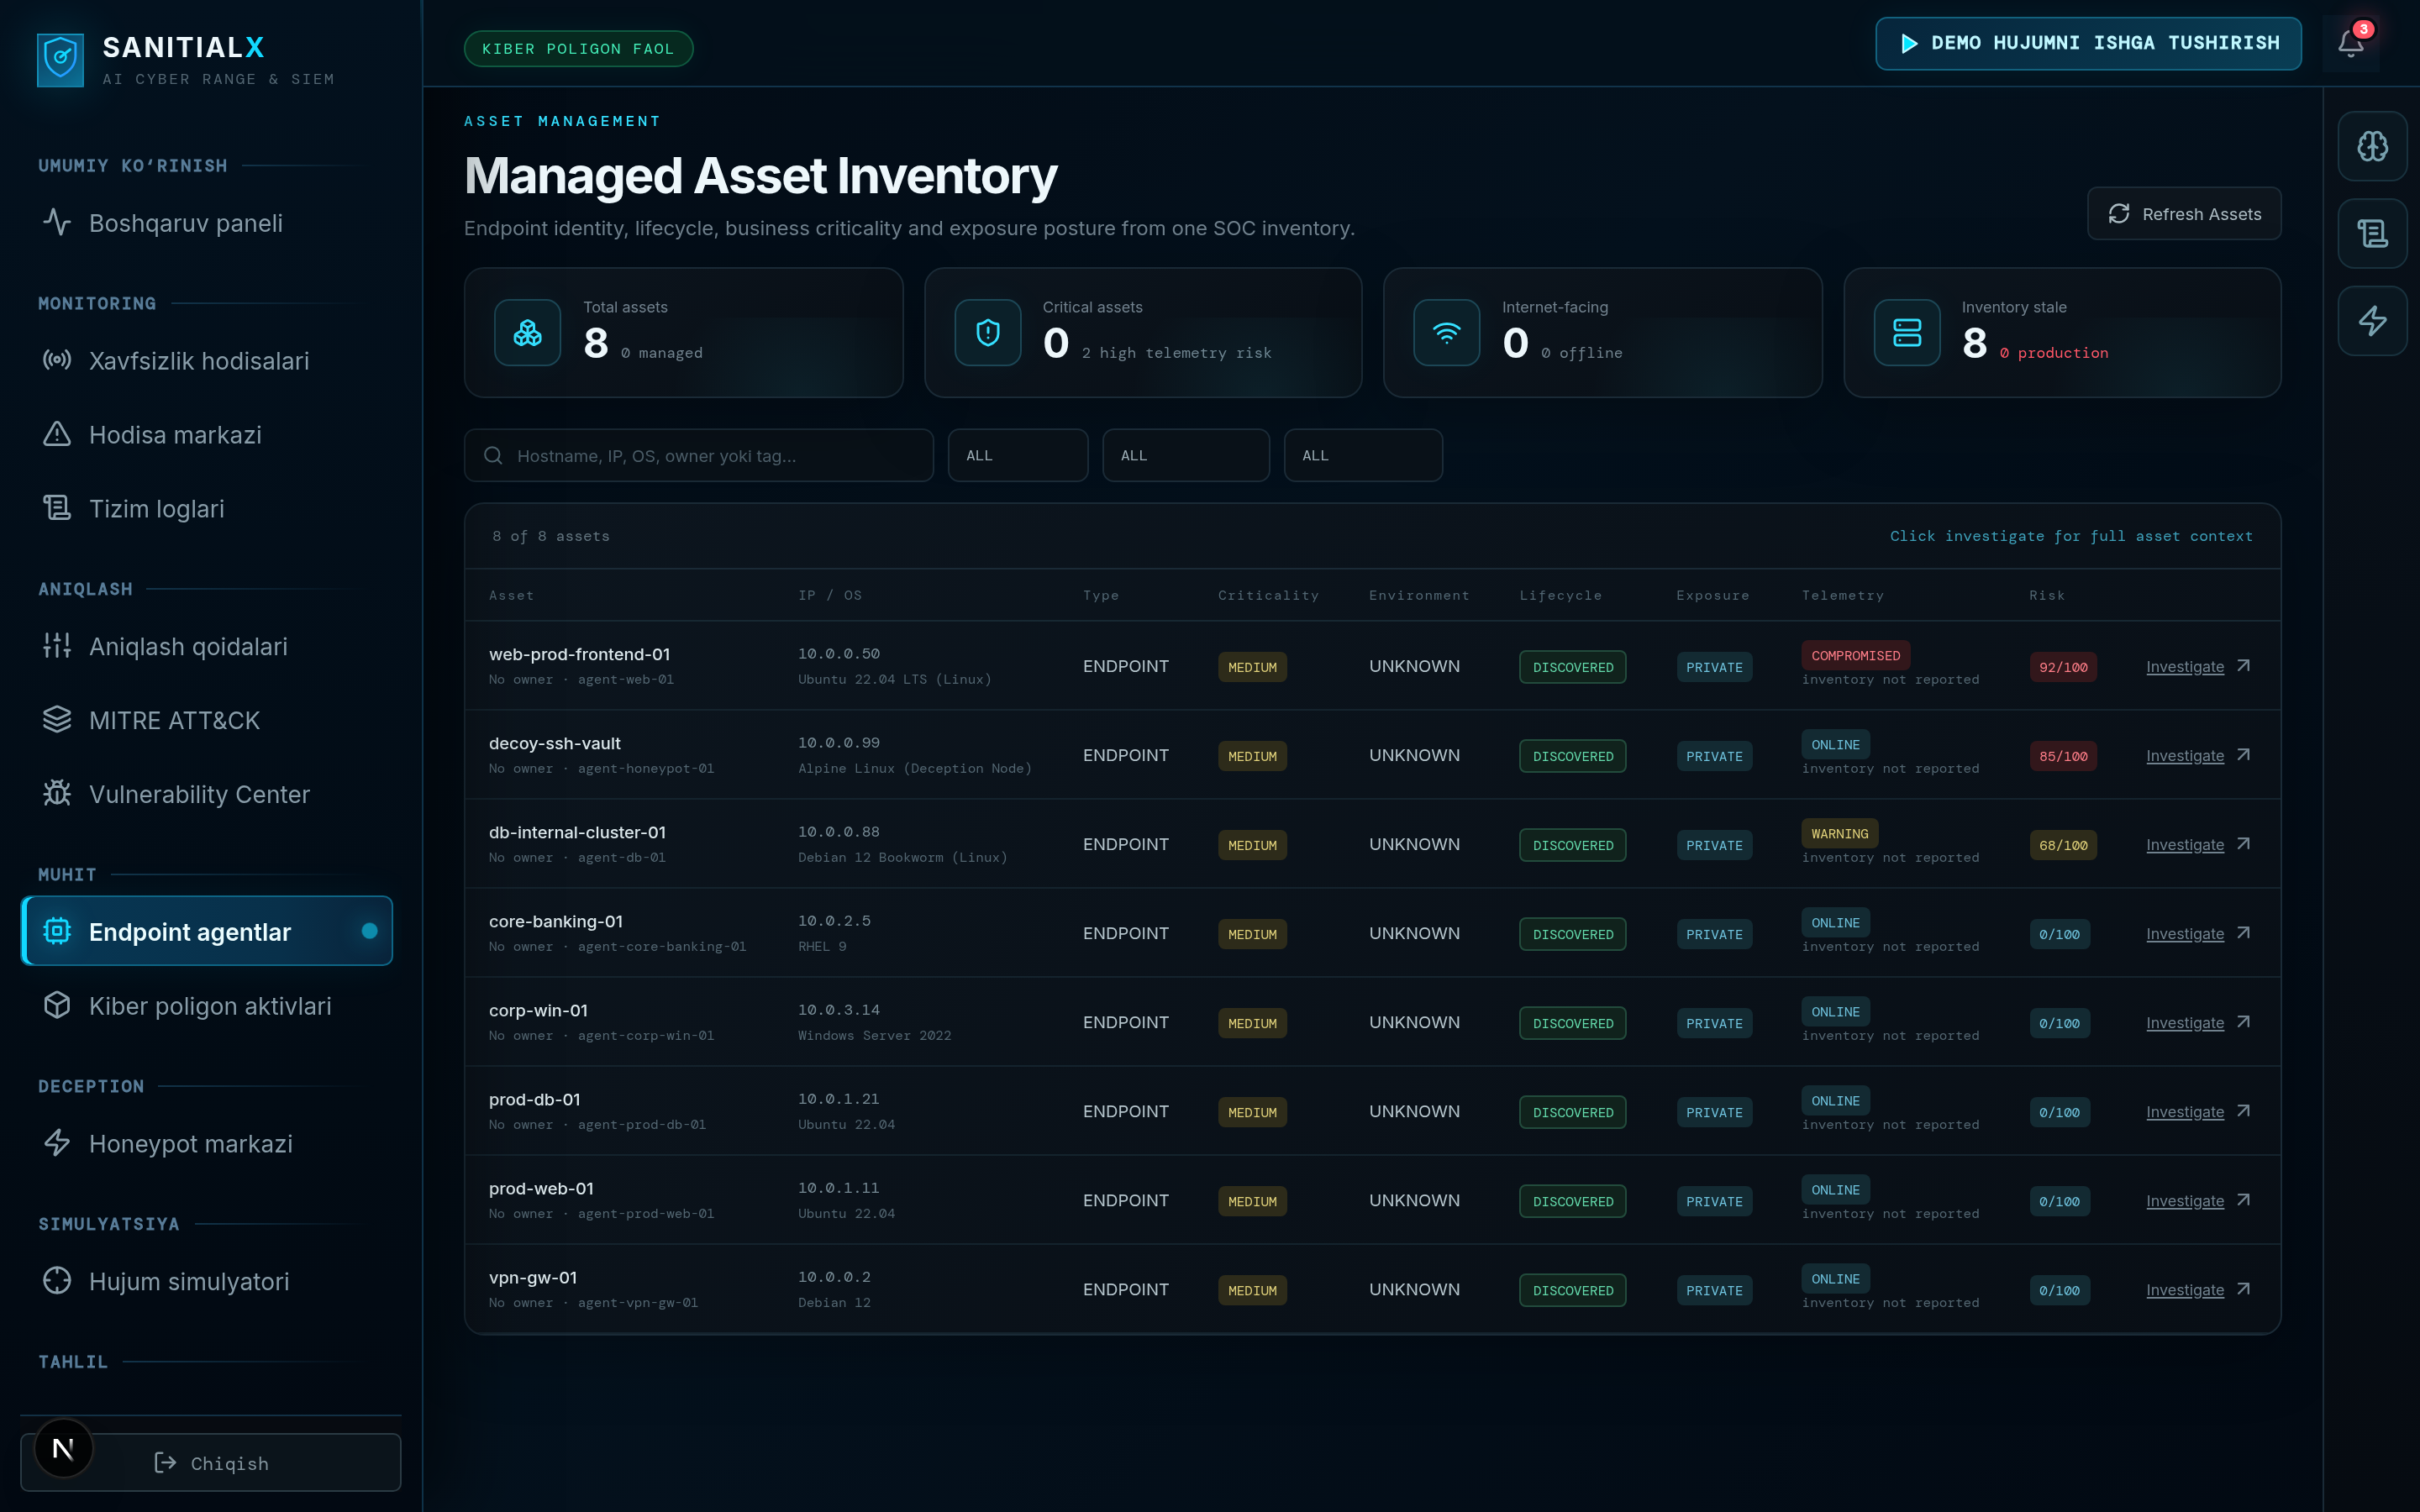 SANITIALX
AI CYBER RANGE & SIEM
UMUMIY KO‘RINISH
Boshqaruv paneli
MONITORING
Xavfsizlik hodisalari
Hodisa markazi
Tizim loglari
ANIQLASH
Aniqlash qoidalari
MITRE ATT&CK
Vulnerability Center
MUHIT
Endpoint agentlar
Kiber poligon aktivlari
DECEPTION
Honeypot markazi
SIMULYATSIYA
Hujum simulyatori
TAHLIL
N
Chiqish
KIBER POLIGON FAOL
DEMO HUJUMNI ISHGA TUSHIRISH
3
ASSET MANAGEMENT
Managed Asset Inventory
Endpoint identity, lifecycle, business criticality and exposure posture from one SOC inventory.
Refresh Assets
Total assets
8 0 managed
Critical assets
0 2 high telemetry risk
Internet-facing
0 0 offline
Inventory stale
8 0 production
Hostname, IP, OS, owner yoki tag...
ALL
ALL
ALL
8 of 8 assets
Click investigate for full asset context
Asset IP / OS Type Criticality Environment Lifecycle Exposure Telemetry Risk
web-prod-frontend-01 10.0.0.50 ENDPOINT MEDIUM UNKNOWN DISCOVERED PRIVATE COMPROMISED 92/100 Investigate
No owner · agent-web-01 Ubuntu 22.04 LTS (Linux) inventory not reported
decoy-ssh-vault 10.0.0.99 ENDPOINT MEDIUM UNKNOWN DISCOVERED PRIVATE ONLINE 85/100 Investigate
No owner · agent-honeypot-01 Alpine Linux (Deception Node) inventory not reported
db-internal-cluster-01 10.0.0.88 ENDPOINT MEDIUM UNKNOWN DISCOVERED PRIVATE WARNING 68/100 Investigate
No owner · agent-db-01 Debian 12 Bookworm (Linux) inventory not reported
core-banking-01 10.0.2.5 ENDPOINT MEDIUM UNKNOWN DISCOVERED PRIVATE ONLINE 0/100 Investigate
No owner · agent-core-banking-01 RHEL 9 inventory not reported
corp-win-01 10.0.3.14 ENDPOINT MEDIUM UNKNOWN DISCOVERED PRIVATE ONLINE 0/100 Investigate
No owner · agent-corp-win-01 Windows Server 2022 inventory not reported
prod-db-01 10.0.1.21 ENDPOINT MEDIUM UNKNOWN DISCOVERED PRIVATE ONLINE 0/100 Investigate
No owner · agent-prod-db-01 Ubuntu 22.04 inventory not reported
prod-web-01 10.0.1.11 ENDPOINT MEDIUM UNKNOWN DISCOVERED PRIVATE ONLINE 0/100 Investigate
No owner · agent-prod-web-01 Ubuntu 22.04 inventory not reported
vpn-gw-01 10.0.0.2 ENDPOINT MEDIUM UNKNOWN DISCOVERED PRIVATE ONLINE 0/100 Investigate
No owner · agent-vpn-gw-01 Debian 12 inventory not reported